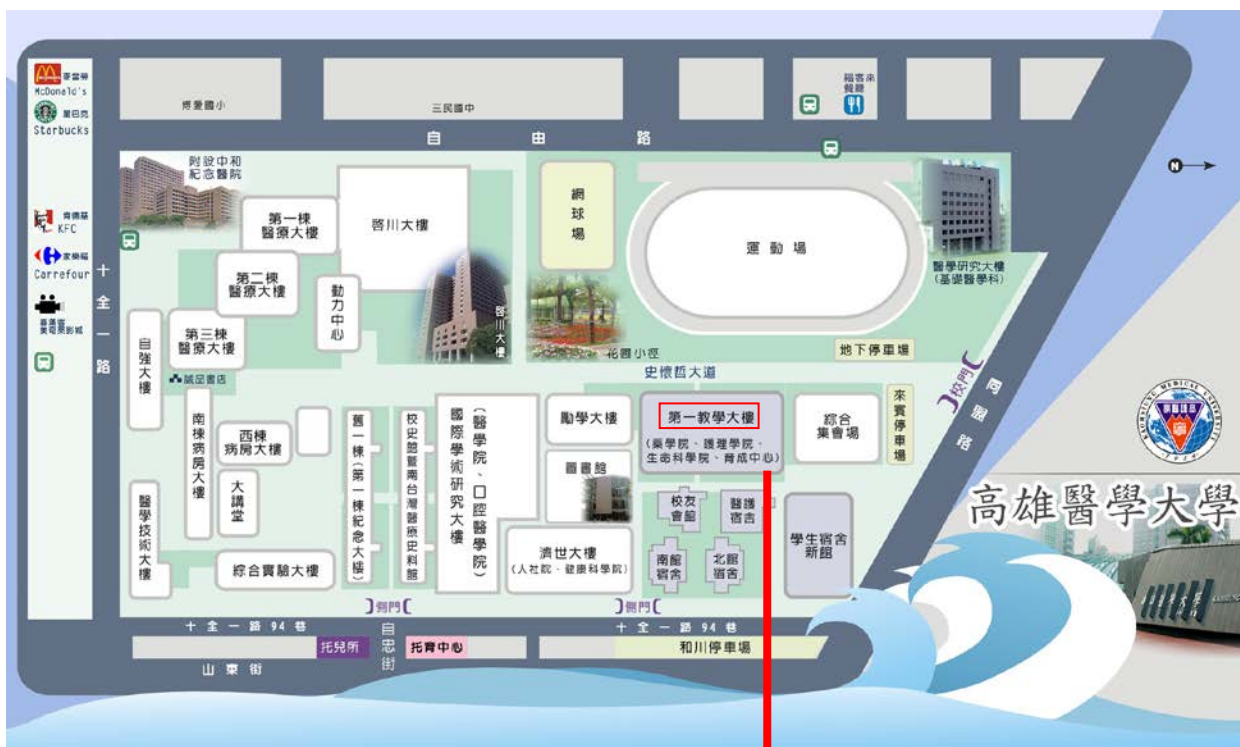 麥當勞
McDonald's
星巴克
Starbucks
肯德基
KFC
家樂福
Carrefour
十全一路
博愛國小
三民國中
福客來
餐廳
自由路
N
附設中和
紀念醫院
第一棟
醫療大樓
啓川大樓
網球場
運動場
醫學研究大樓
(基礎醫學科)
第二棟
醫療大樓
動力中心
啓川大樓
第三棟
醫療大樓
自強大樓
花園小徑
地下停車場
史懷哲大道
校門
同盟路
誠品書店
南棟病房大樓
西棟
病房大樓
大講堂
舊一棟(第一棟紀念大樓)
校史館暨南台灣醫療史料館
國際學術研究大樓
(醫學院、口腔醫學院)
勵學大樓
第一教學大樓
(藥學院、護理學院、
生命科學院、育成中心)
綜合
集會場
來賓停車場
圖書館
校友
會館
醫護
宿舍
學生宿舍
新館
南館
宿舍
北館
宿舍
濟世大樓
(人社院、健康科學院)
醫學技術大樓
綜合實驗大樓
側門
側門
十全一路94巷
自忠街
十全一路94巷
托兒所
托育中心
和川停車場
山東街
KAOHSIUNG MEDICAL UNIVERSITY
1954
高雄醫學大學